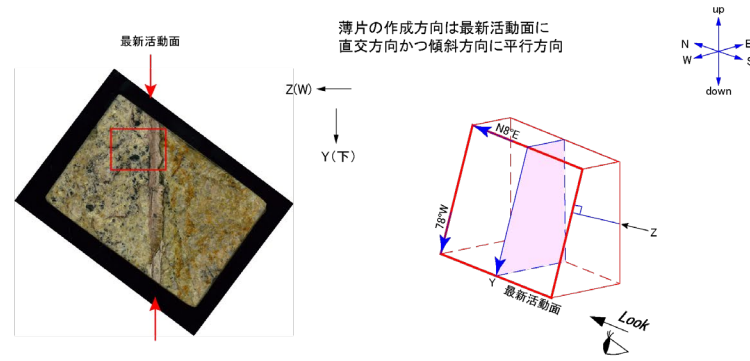 薄片の作成方向は最新活動面に
直交方向かつ傾斜方向に平行方向
最新活動面
Z(W)
Y(下)
up
N
E
W
S
down
N8°E
78°W
Z
Y
最新活動面
Look